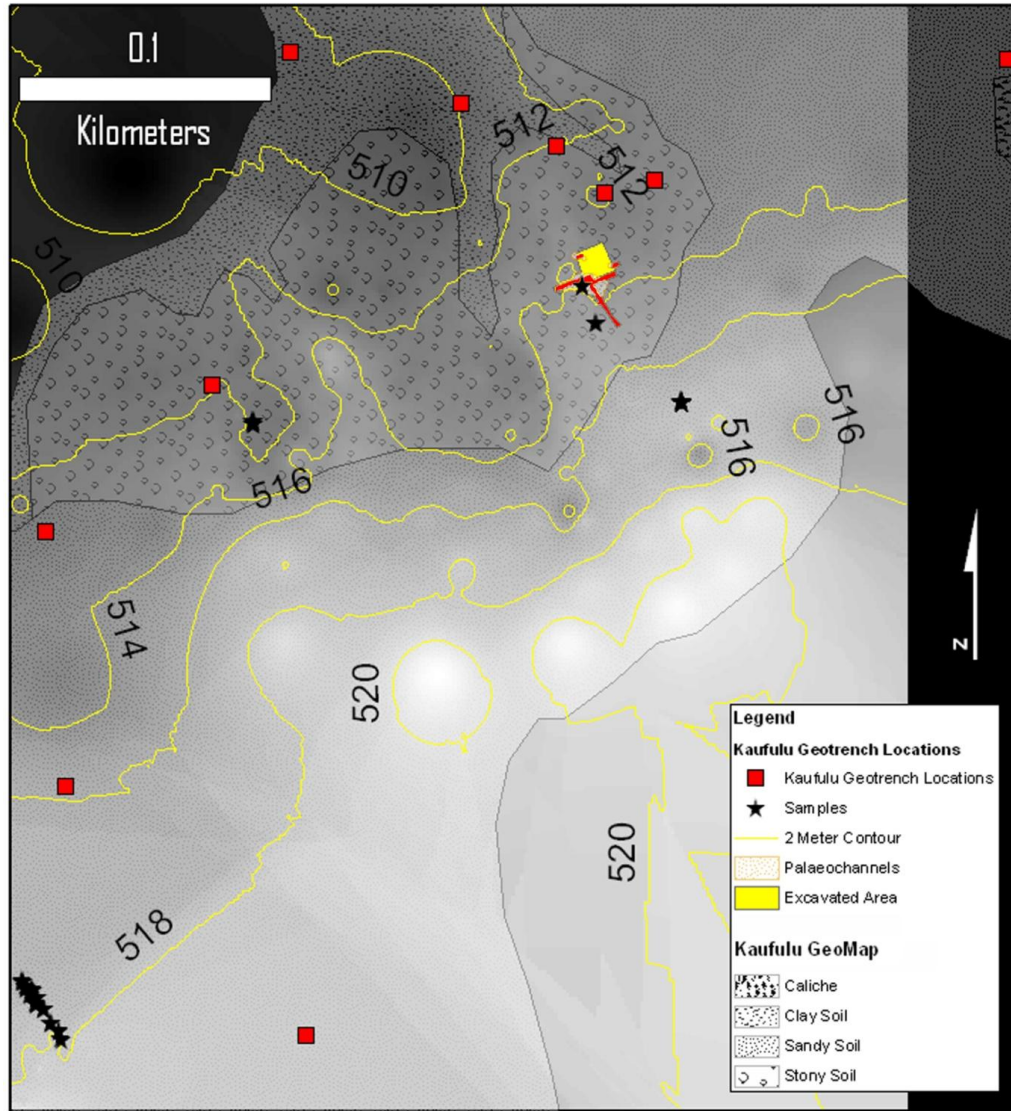 0.1
Kilometers
512
510
512
510
516
516
516
514
520
520
518
N
Legend
Kaufulu Geotrench Locations
Kaufulu Geotrench Locations
Samples
2 Meter Contour
Palaeochannels
Excavated Area
Kaufulu GeoMap
Caliche
Clay Soil
Sandy Soil
Stony Soil